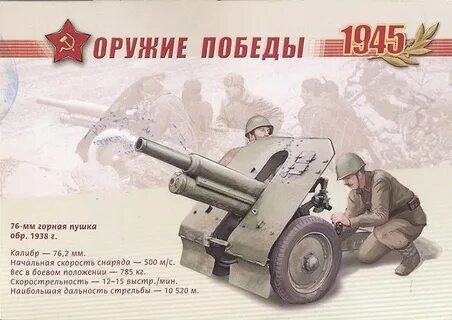 ОРУЖИЕ ПОБЕДЫ
1945
76-мм горная пушка
обр. 1938 г.
Калибр — 76,2 мм.
Начальная скорость снаряда — 500 м/с.
Вес в боевом положении — 785 кг.
Скорострельность — 12–15 выстр./мин.
Наибольшая дальность стрельбы — 10 520 м.